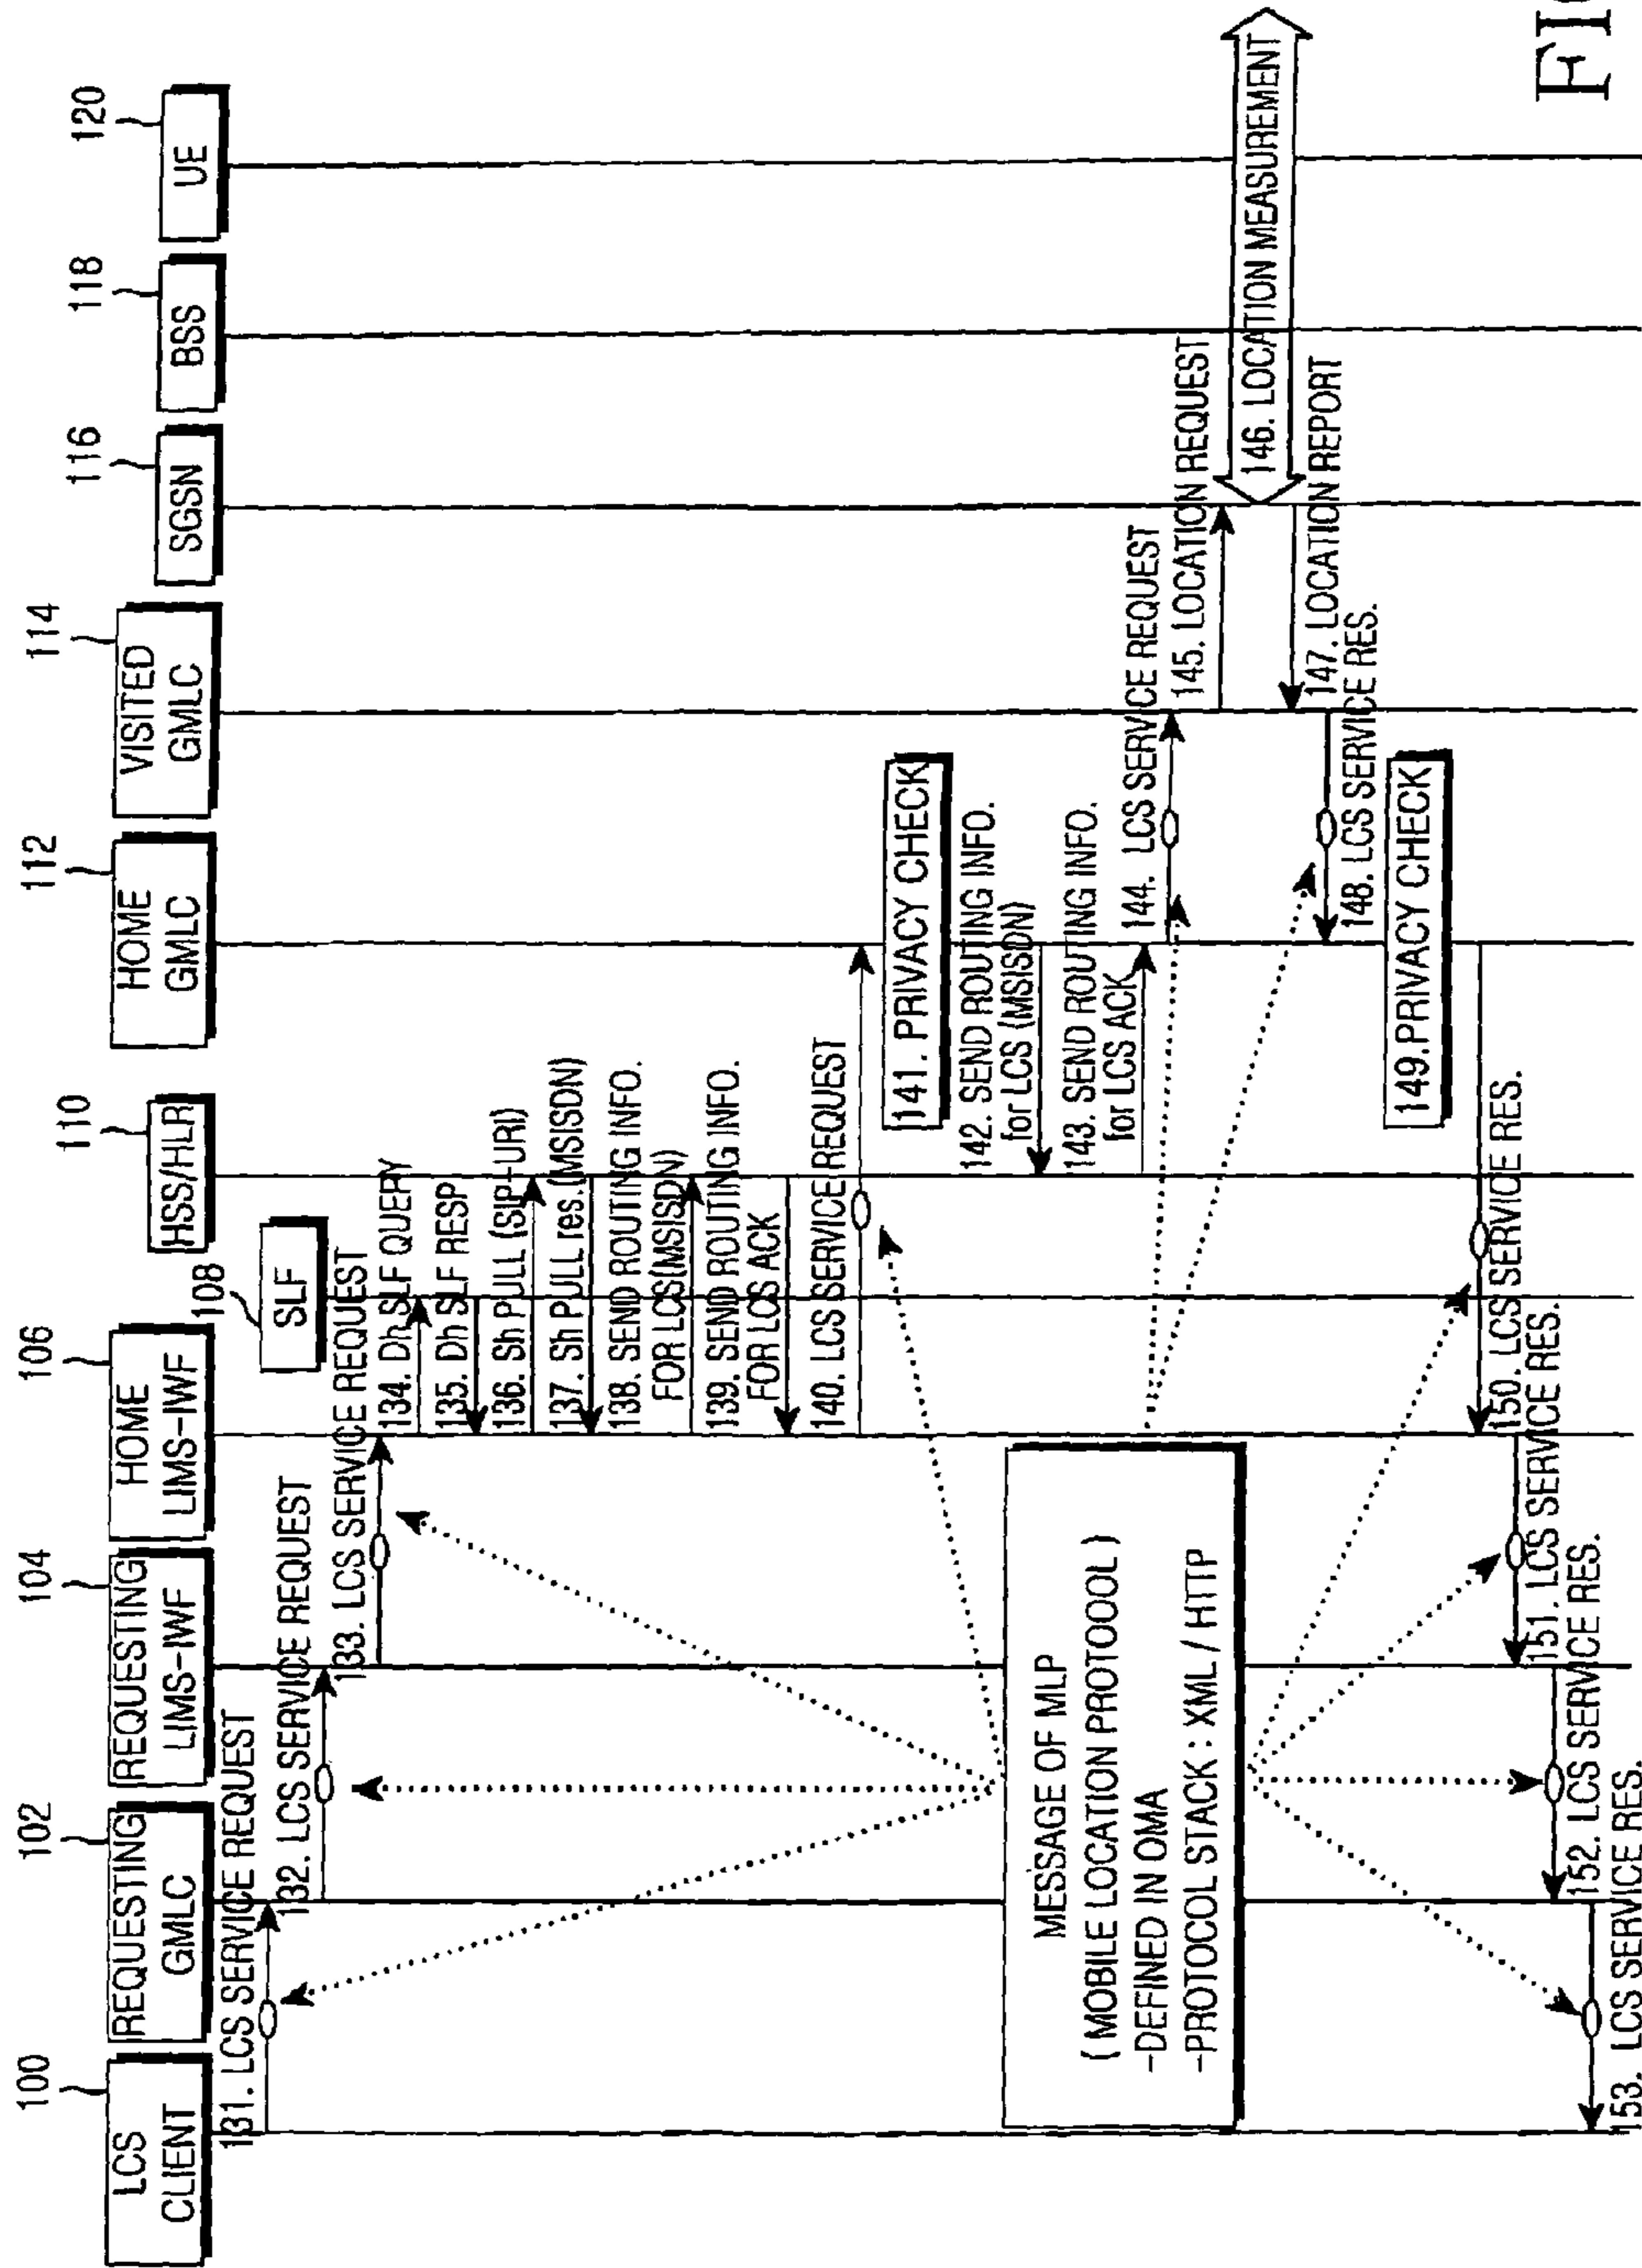 100
102
104
106
108
110
112
114
116
118
120
LCS
CLIENT
REQUESTING
GMLC
REQUESTING
LIMS-IWF
HOME
LIMS-IWF
SLF
HSS/HLR
HOME
GMLC
VISITED
GMLC
SGSN
BSS
UE
131. LCS SERVICE REQUEST
132. LCS SERVICE REQUEST
133. LCS SERVICE REQUEST
134. Dh SLF QUERY
135. Dh SLF RESP
136. Sh PULL (SIP-URI)
137. Sh PULL res.(MSISDN)
138. SEND ROUTING INFO.
FOR LCS(MSISDN)
139. SEND ROUTING INFO.
FOR LCS ACK
140. LCS SERVICE REQUEST
141. PRIVACY CHECK
142. SEND ROUTING INFO.
for LCS (MSISDN)
143. SEND ROUTING INFO.
for LCS ACK
144. LCS SERVICE REQUEST
145. LOCATION REQUEST
146. LOCATION MEASUREMENT
147. LOCATION REPORT
148. LCS SERVICE RES.
149.PRIVACY CHECK
150. LCS SERVICE RES.
151. LCS SERVICE RES.
152. LCS SERVICE RES.
153. LCS SERVICE RES.
MESSAGE OF MLP
( MOBILE LOCATION PROTOOOL )
-DEFINED IN OMA
-PROTOCOL STACK : XML / HTTP